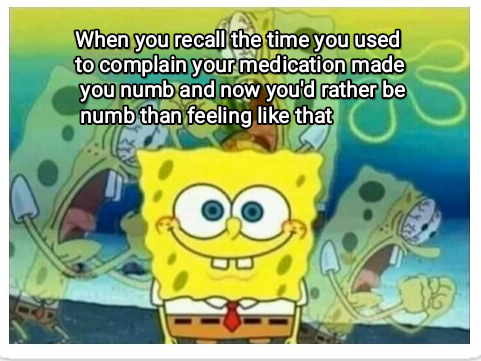 When you recall the time you used
to complain your medication made
you numb and now you'd rather be
numb than feeling like that